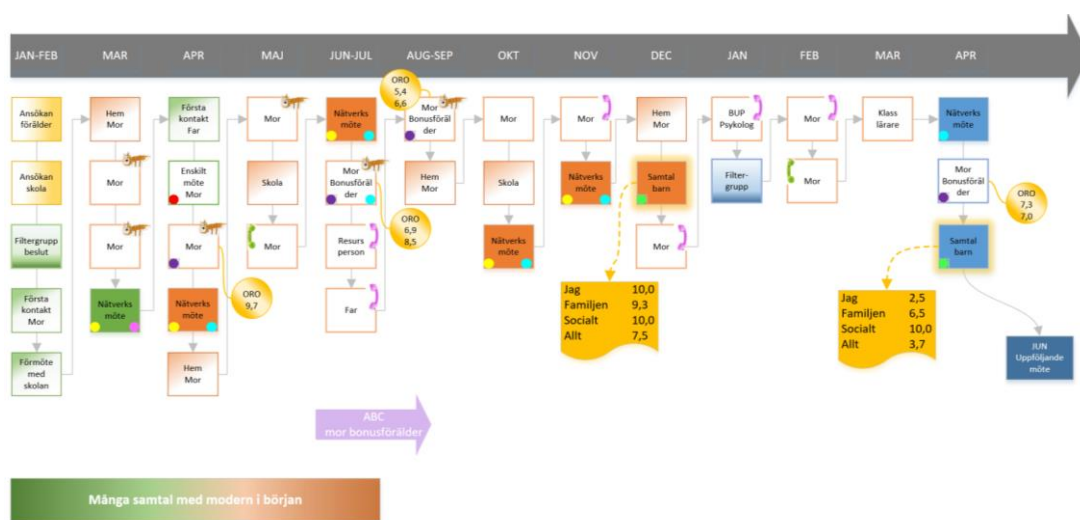 JAN-FEB
MAR
APR
MAJ
JUN-JUL
AUG-SEP
OKT
NOV
DEC
JAN
FEB
MAR
APR
Ansökan
förälder
Ansökan
skola
Filtergrupp
beslut
Första
kontakt
Mor
Förmöte
med
skolan
Hem
Mor
Mor
Mor
Nätverks
möte
Första
kontakt
Far
Enskilt
möte
Mor
Mor
ORO
9,7
Nätverks
möte
Hem
Mor
Mor
Skola
Mor
Nätverks
möte
Mor
Bonusföräl
der
ORO
6,9
8,5
Resurs
person
Far
ORO
5,4
6,6
Mor
Bonusföräl
der
Hem
Mor
Mor
Skola
Nätverks
möte
Mor
Nätverks
möte
Hem
Mor
Samtal
barn
Mor
Jag 10,0
Familjen 9,3
Socialt 10,0
Allt 7,5
BUP
Psykolog
Filter-
grupp
Mor
Mor
Klass
lärare
Nätverks
möte
Mor
Bonusföräl
der
ORO
7,3
7,0
Samtal
barn
Jag 2,5
Familjen 6,5
Socialt 10,0
Allt 3,7
JUN
Uppföljande
möte
ABC
mor bonusförälder
Många samtal med modern i början